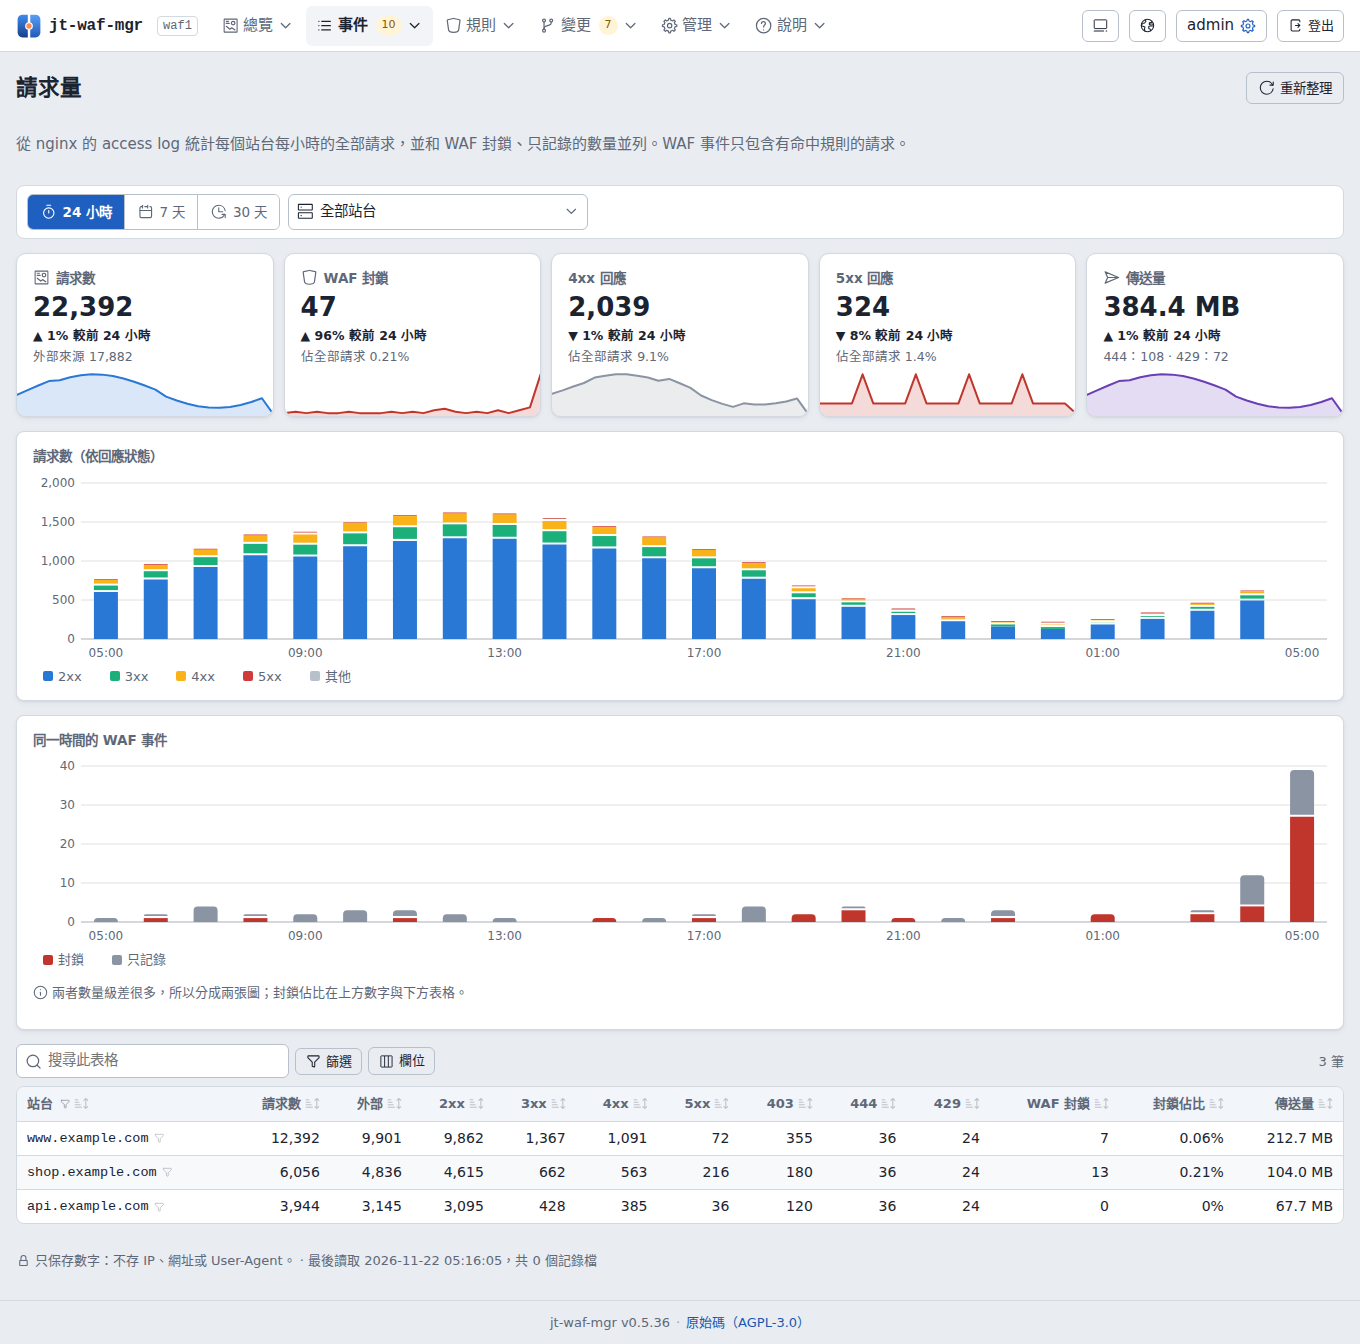 jt-waf-mgr waf1 總覽 事件 10 規則 變更 7 管理 說明 admin 登出
請求量 重新整理
從 nginx 的 access log 統計每個站台每小時的全部請求，並和 WAF 封鎖、只記錄的數量並列。WAF 事件只包含有命中規則的請求。
24 小時 7 天 30 天 全部站台
請求數 WAF 封鎖 4xx 回應 5xx 回應 傳送量
22,392 47 2,039 324 384.4 MB
▲ 1% 較前 24 小時 ▲ 96% 較前 24 小時 ▼ 1% 較前 24 小時 ▼ 8% 較前 24 小時 ▲ 1% 較前 24 小時
外部來源 17,882 佔全部請求 0.21% 佔全部請求 9.1% 佔全部請求 1.4% 444：108 · 429：72
請求數（依回應狀態）
2,000
1,500
1,000
500
0
05:00 09:00 13:00 17:00 21:00 01:00 05:00
2xx 3xx 4xx 5xx 其他
同一時間的 WAF 事件
40
30
20
10
0
05:00 09:00 13:00 17:00 21:00 01:00 05:00
封鎖 只記錄
兩者數量級差很多，所以分成兩張圖；封鎖佔比在上方數字與下方表格。
搜尋此表格 篩選 欄位 3 筆
站台 請求數 外部 2xx 3xx 4xx 5xx 403 444 429 WAF 封鎖 封鎖佔比 傳送量
www.example.com 12,392 9,901 9,862 1,367 1,091 72 355 36 24 7 0.06% 212.7 MB
shop.example.com 6,056 4,836 4,615 662 563 216 180 36 24 13 0.21% 104.0 MB
api.example.com 3,944 3,145 3,095 428 385 36 120 36 24 0 0% 67.7 MB
只保存數字：不存 IP、網址或 User-Agent。 · 最後讀取 2026-11-22 05:16:05，共 0 個記錄檔
jt-waf-mgr v0.5.36 · 原始碼（AGPL-3.0）